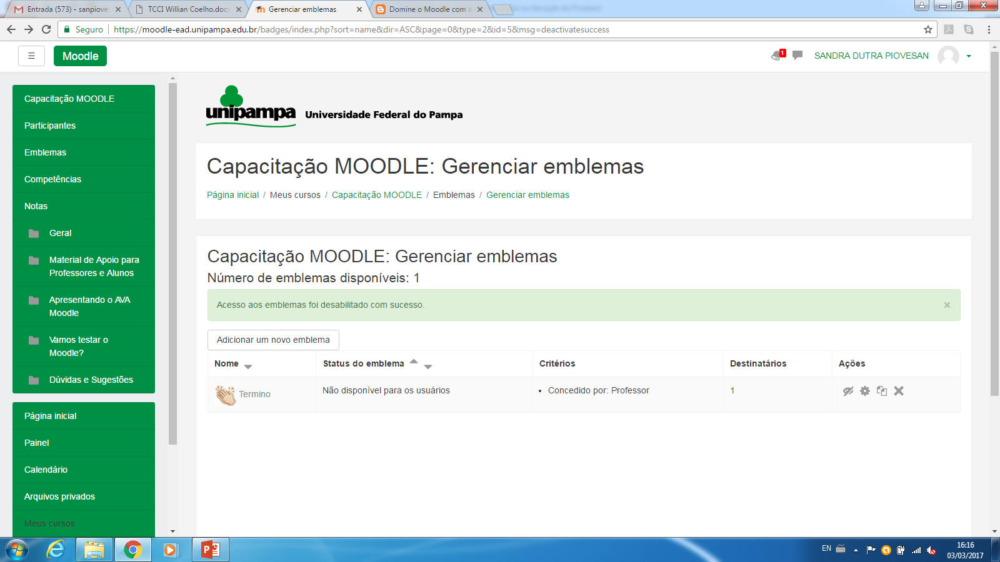 Entrada (573) - sanpioves
TCCI Willian Coelho.docx
Gerenciar emblemas
Domine o Moodle com a
Seguro
https://moodle-ead.unipampa.edu.br/badges/index.php?sort=name&dir=ASC&page=0&type=2&id=5&msg=deactivatesuccess
Moodle
1
SANDRA DUTRA PIOVESAN
Capacitação MOODLE
Participantes
Emblemas
Competências
Notas
Geral
Material de Apoio para
Professores e Alunos
Apresentando o AVA
Moodle
Vamos testar o
Moodle?
Dúvidas e Sugestões
Página inicial
Painel
Calendário
Arquivos privados
Meus cursos
unipampa
Universidade Federal do Pampa
Capacitação MOODLE: Gerenciar emblemas
Página inicial / Meus cursos / Capacitação MOODLE / Emblemas / Gerenciar emblemas
Capacitação MOODLE: Gerenciar emblemas
Número de emblemas disponíveis: 1
Acesso aos emblemas foi desabilitado com sucesso.
×
Adicionar um novo emblema
Nome
Status do emblema
Critérios
Destinatários
Ações
Termino
Não disponível para os usuários
• Concedido por: Professor
1
EN
16:16
03/03/2017